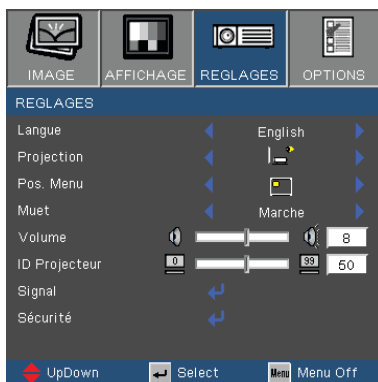 IMAGE AFFICHAGE REGLAGES OPTIONS
REGLAGES
Langue English
Projection
Pos. Menu
Muet Marche
Volume 8
ID Projecteur 0 99 50
Signal
Sécurité
UpDown Select Menu Menu Off